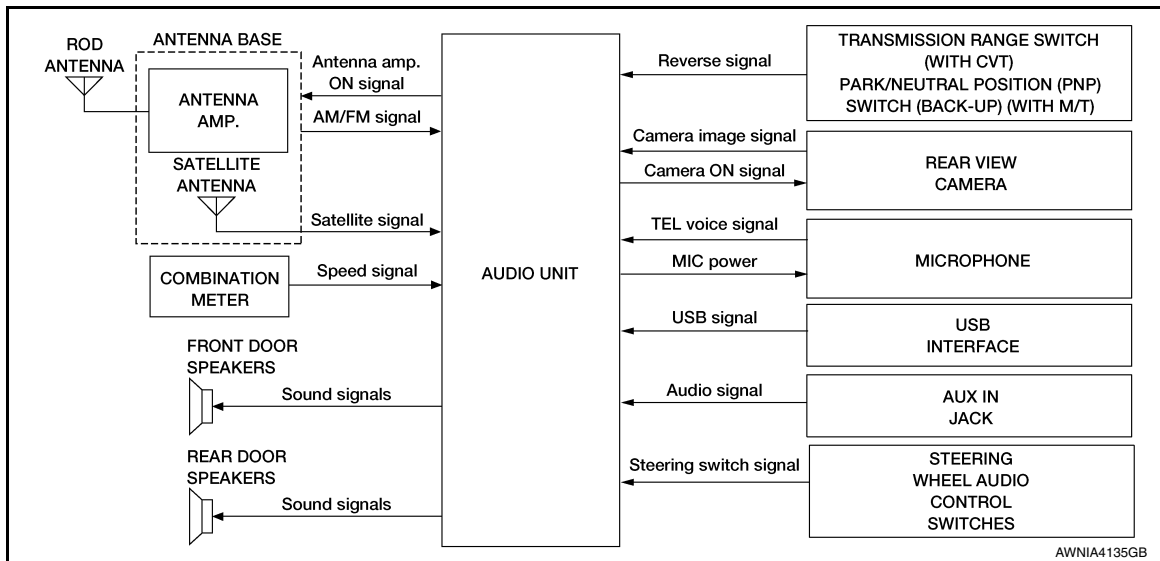 ROD
ANTENNA
ANTENNA BASE
ANTENNA
AMP.
SATELLITE
ANTENNA
Antenna amp.
ON signal
AM/FM signal
Satellite signal
COMBINATION
METER
Speed signal
FRONT DOOR
SPEAKERS
Sound signals
REAR DOOR
SPEAKERS
Sound signals
AUDIO UNIT
Reverse signal
TRANSMISSION RANGE SWITCH
(WITH CVT)
PARK/NEUTRAL POSITION (PNP)
SWITCH (BACK-UP) (WITH M/T)
Camera image signal
Camera ON signal
REAR VIEW
CAMERA
TEL voice signal
MIC power
MICROPHONE
USB signal
USB
INTERFACE
Audio signal
AUX IN
JACK
Steering switch signal
STEERING
WHEEL AUDIO
CONTROL
SWITCHES
AWNIA4135GB